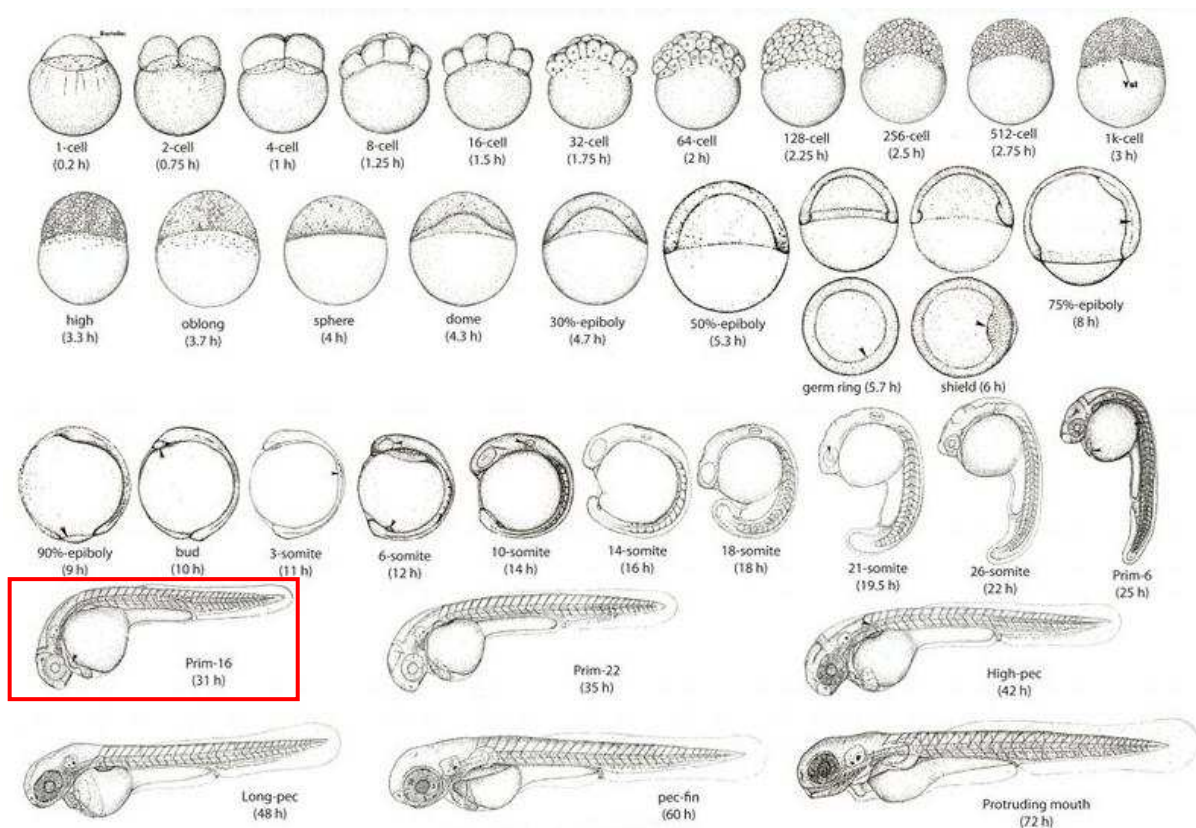 1-cell
(0.2 h)
2-cell
(0.75 h)
4-cell
(1 h)
8-cell
(1.25 h)
16-cell
(1.5 h)
32-cell
(1.75 h)
64-cell
(2 h)
128-cell
(2.25 h)
256-cell
(2.5 h)
512-cell
(2.75 h)
Ysl
1k-cell
(3 h)
high
(3.3 h)
oblong
(3.7 h)
sphere
(4 h)
dome
(4.3 h)
30%-epiboly
(4.7 h)
50%-epiboly
(5.3 h)
germ ring (5.7 h)
shield (6 h)
75%-epiboly
(8 h)
90%-epiboly
(9 h)
bud
(10 h)
3-somite
(11 h)
6-somite
(12 h)
10-somite
(14 h)
14-somite
(16 h)
18-somite
(18 h)
21-somite
(19.5 h)
26-somite
(22 h)
Prim-6
(25 h)
Prim-16
(31 h)
Prim-22
(35 h)
High-pec
(42 h)
Long-pec
(48 h)
pec-fin
(60 h)
Protruding mouth
(72 h)